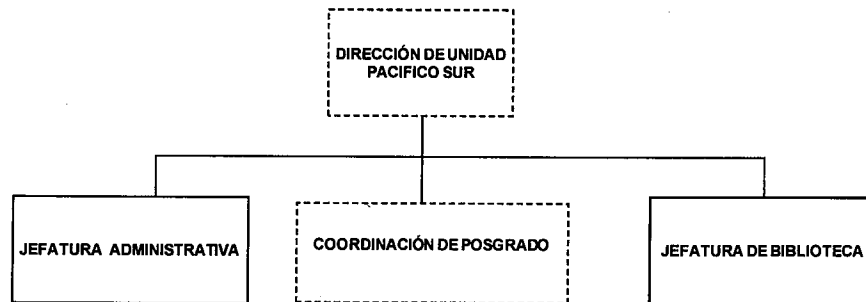 DIRECCIÓN DE UNIDAD
PACIFICO SUR
JEFATURA ADMINISTRATIVA
COORDINACIÓN DE POSGRADO
JEFATURA DE BIBLIOTECA